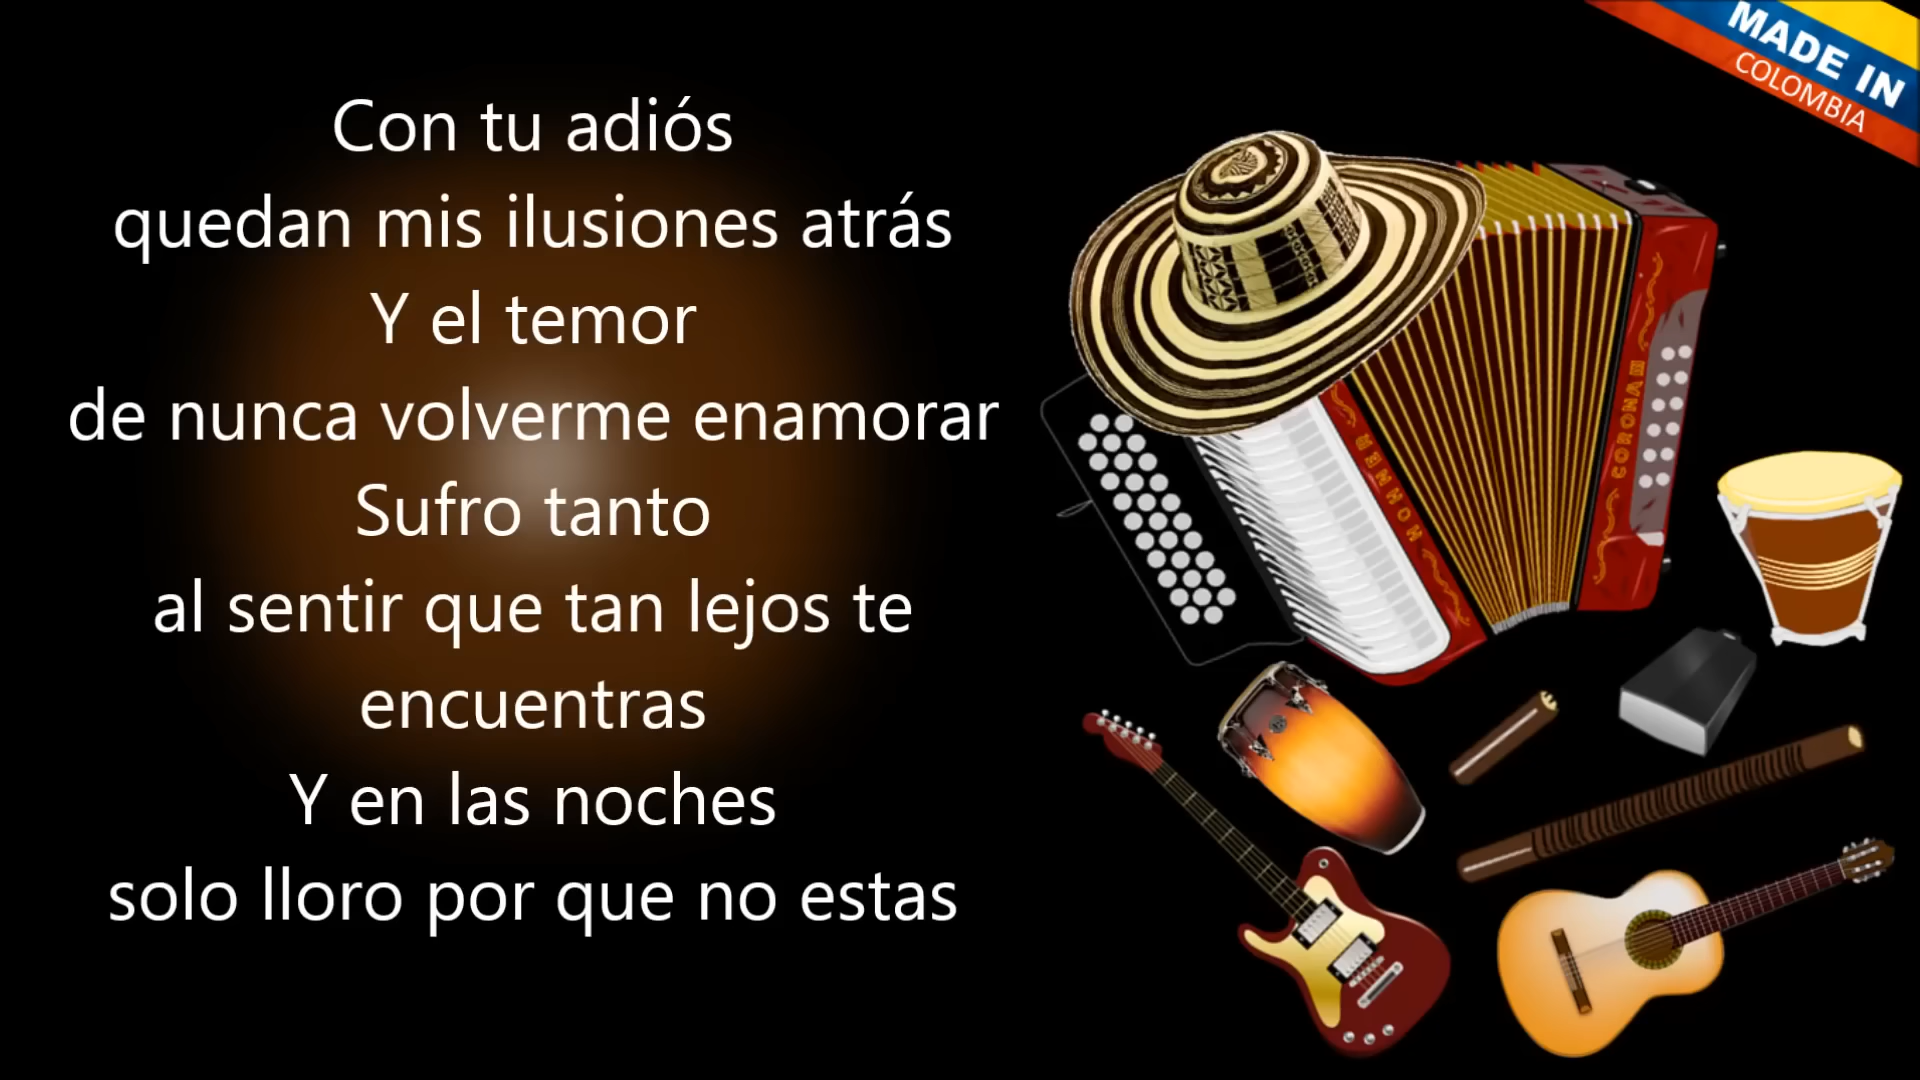 Con tu adiós
quedan mis ilusiones atrás
Y el temor
de nunca volverme enamorar
Sufro tanto
al sentir que tan lejos te
encuentras
Y en las noches
solo lloro por que no estas
MADE IN
COLOMBIA
HOHNER
CORONA III